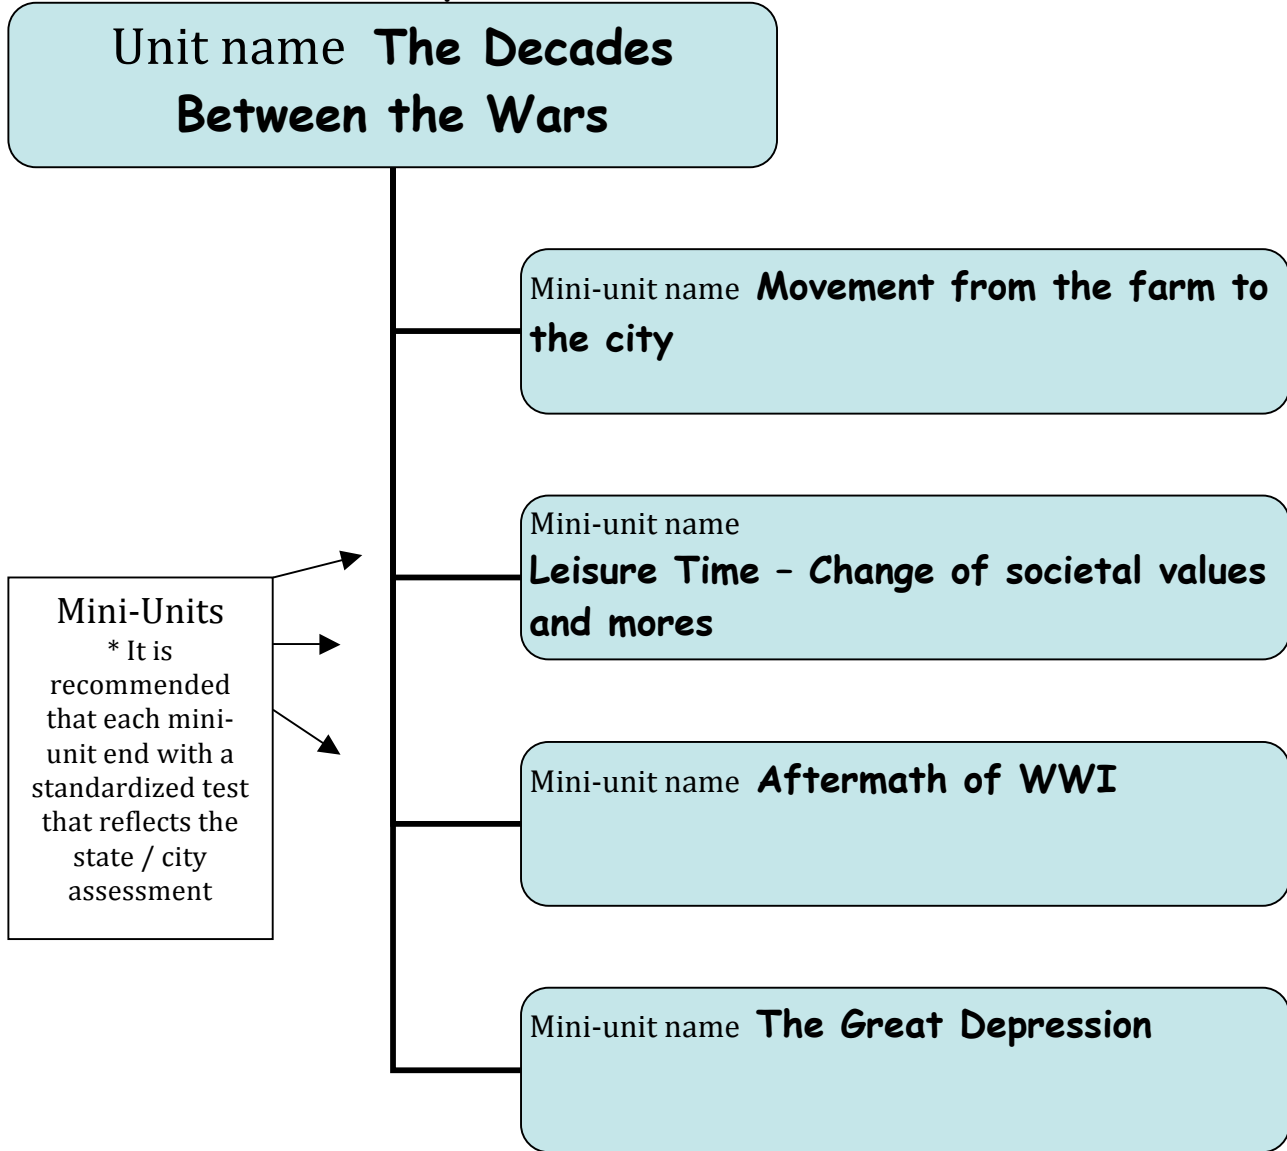 Unit name The Decades
Between the Wars
Mini-unit name Movement from the farm to
the city
Mini-unit name
Leisure Time – Change of societal values
and mores
Mini-Units
* It is
recommended
that each mini-
unit end with a
standardized test
that reflects the
state / city
assessment
Mini-unit name Aftermath of WWI
Mini-unit name The Great Depression